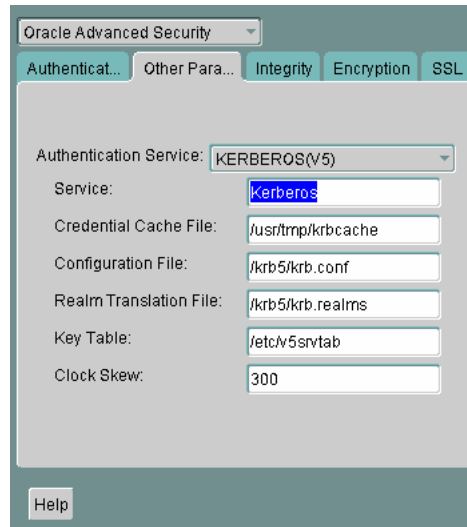 Oracle Advanced Security
Authenticat... Other Para... Integrity Encryption SSL
Authentication Service: KERBEROS(V5)
Service: Kerberos
Credential Cache File: /usr/tmp/krbcache
Configuration File: /krb5/krb.conf
Realm Translation File: /krb5/krb.realms
Key Table: /etc/v5srvtab
Clock Skew: 300
Help